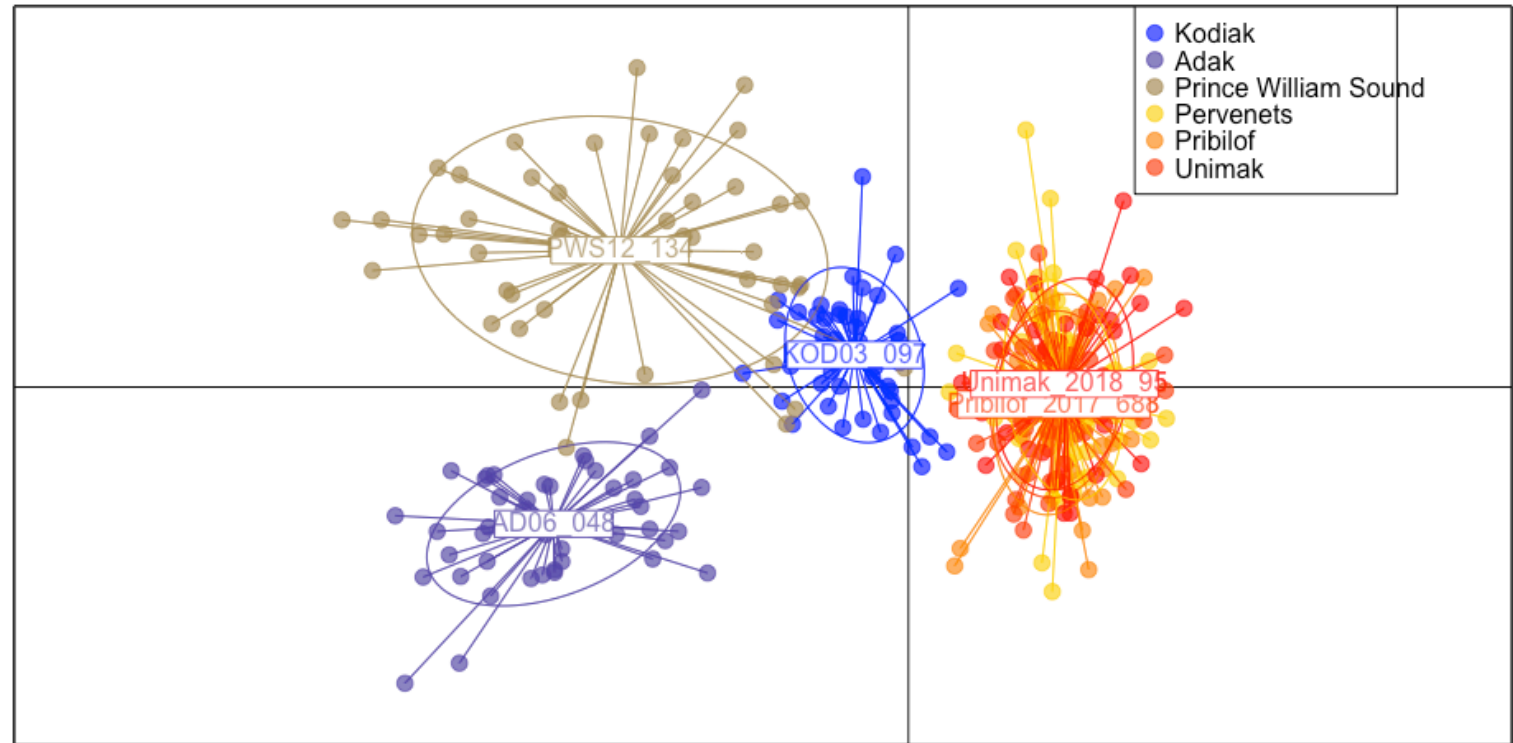 Kodiak
Adak
Prince William Sound
Pervenets
Pribilof
Unimak
PWS12_134
KOD03_097
Unimak_2018_95
Pribilof_2017_688
AD06_048